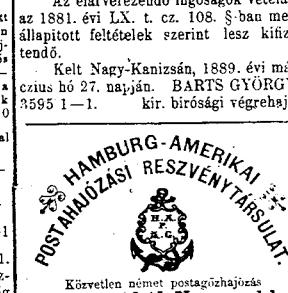 Az elárverezendő ingóságok vételár
az 1881. évi LX. t. cz. 108. §-ban me
állapitott feltételek szerint lesz kifiz
tendő.
Kelt Nagy-Kanizsán, 1889. évi má
czius hó 27. napján. BARTS GYÖRGY
3595 1—1. kir. birósági végrehaj
HAMBURG-AMERIKAI
POSTAHAJÓZÁSI RESZVÉNYTÁRSULAT.
H. A.
P.
A. G.
Közvetlen német postagőzhajózás